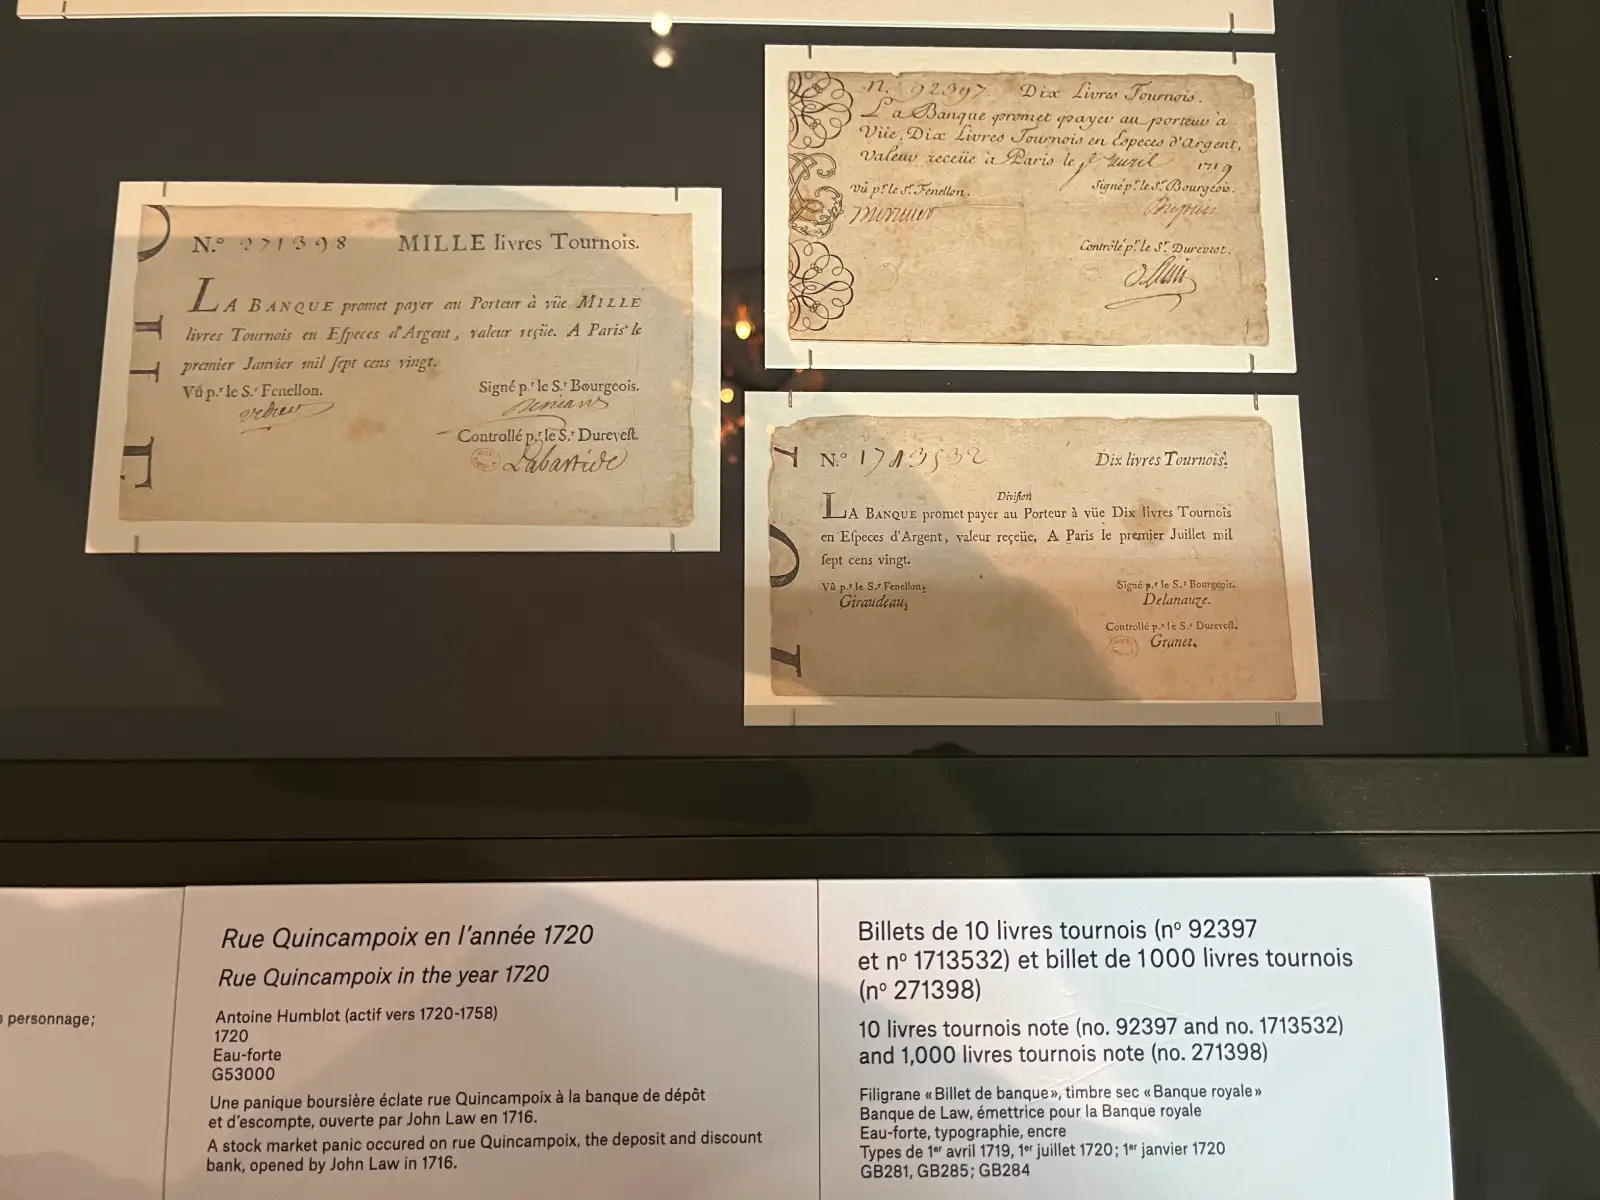 N.º 271398 MILLE livres Tournois.
LA BANQUE promet payer au Porteur à vüe MILLE
livres Tournois en Eſpeces d'Argent, valeur reçüe. A Paris le
premier Janvier mil ſept cens vingt.
Vû p.r le S.r Fenellon.
Signé p.r le S.r Bourgeois.
Controllé p.r le S.r Dureveſt.
Labartide
N. 92397. Dix Livres Tournois.
La Banque promet payer au porteur à
Vüe, Dix Livres Tournois en Especes d'Argent,
Valeur receüe à Paris le 1er Avril 1719
Vû p.r le S.r Fenellon.
Signé p.r le S.r Bourgeois.
Contrôlé p.r le S.r Durevest.
N.º 1713532 Dix livres Tournois.
Diviſion
LA BANQUE promet payer au Porteur à vüe Dix livres Tournois
en Eſpeces d'Argent, valeur reçeüe. A Paris le premier Juillet mil
ſept cens vingt.
Vû p.r le S.r Fenellon.
Giraudeau,
Signé p.r le S.r Bourgeois.
Delanauze.
Controllé p.r le S.r Dureveſt.
Granet.
personnage;
Rue Quincampoix en l'année 1720
Rue Quincampoix in the year 1720
Antoine Humblot (actif vers 1720-1758)
1720
Eau-forte
G53000
Une panique boursière éclate rue Quincampoix à la banque de dépôt
et d'escompte, ouverte par John Law en 1716.
A stock market panic occured on rue Quincampoix, the deposit and discount
bank, opened by John Law in 1716.
Billets de 10 livres tournois (nº 92397
et nº 1713532) et billet de 1000 livres tournois
(nº 271398)
10 livres tournois note (no. 92397 and no. 1713532)
and 1,000 livres tournois note (no. 271398)
Filigrane «Billet de banque», timbre sec «Banque royale»
Banque de Law, émettrice pour la Banque royale
Eau-forte, typographie, encre
Types de 1er avril 1719, 1er juillet 1720; 1er janvier 1720
GB281, GB285; GB284